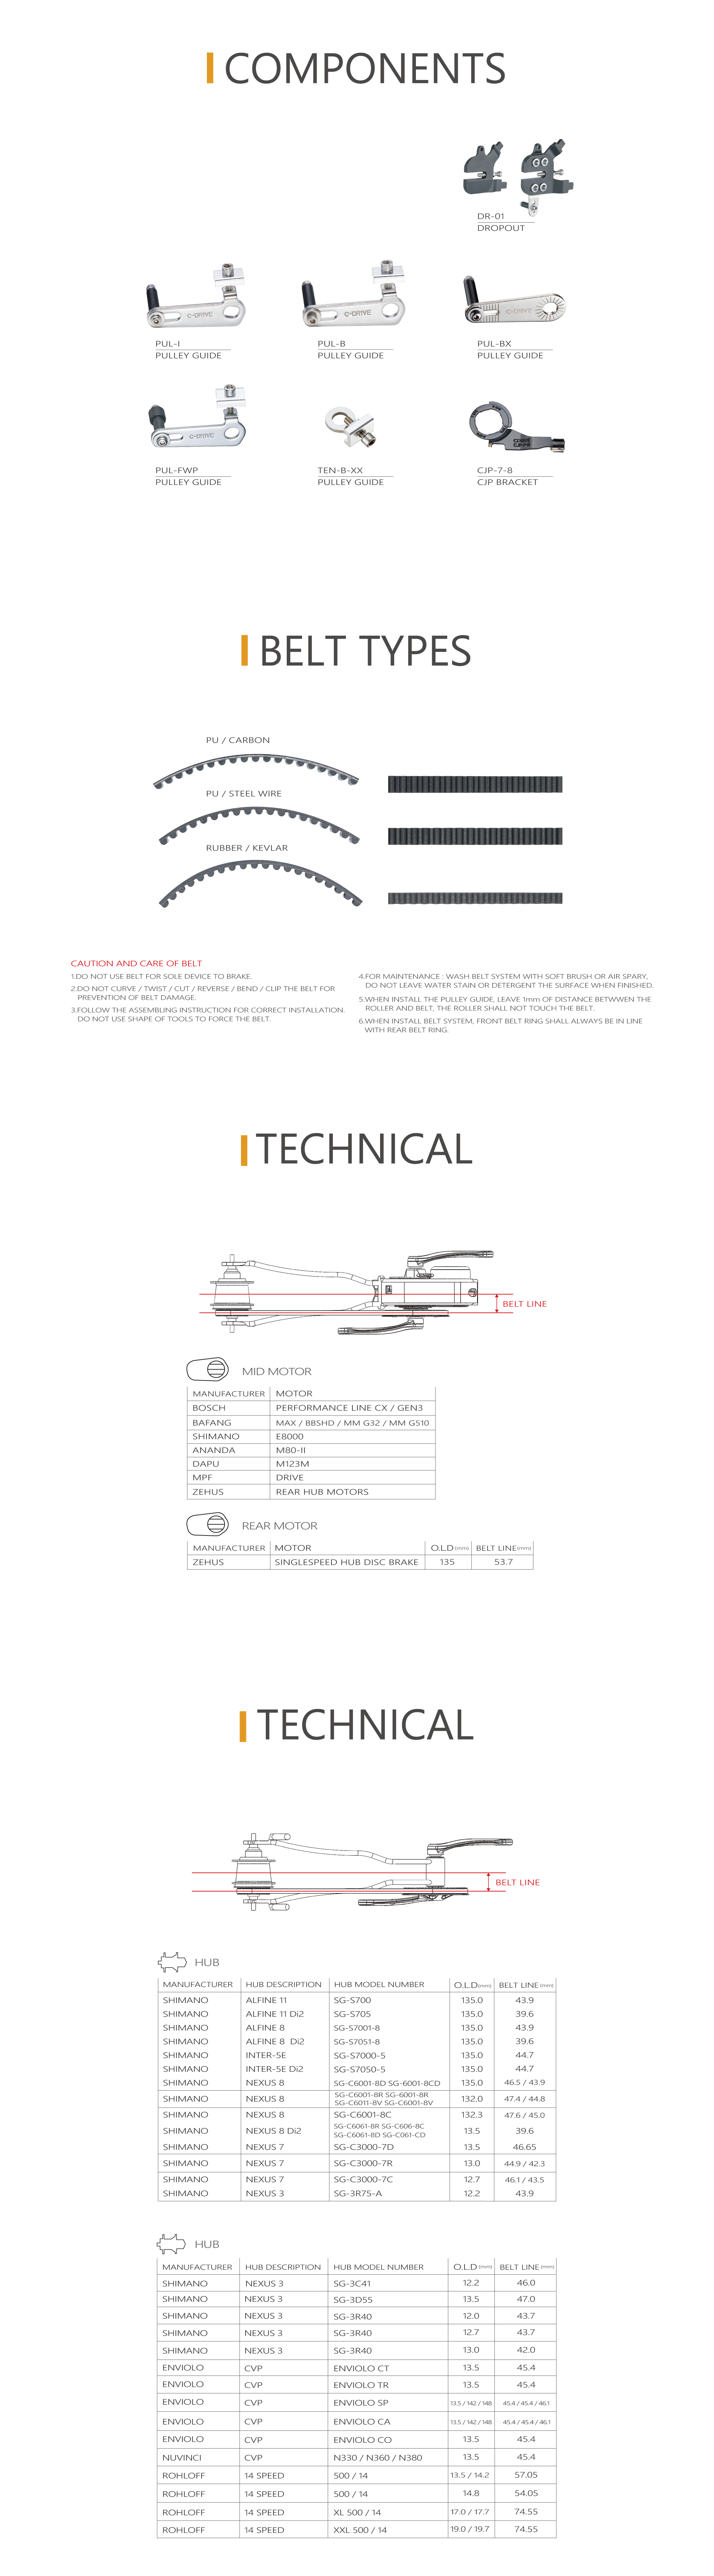 COMPONENTS
DR-01
DROPOUT
C-DRIVE
C-DRIVE
C-DRIVE
PUL-I
PULLEY GUIDE
PUL-B
PULLEY GUIDE
PUL-BX
PULLEY GUIDE
C-DRIVE
PUL-FWP
PULLEY GUIDE
TEN-B-XX
PULLEY GUIDE
CJP-7-8
CJP BRACKET
BELT TYPES
PU / CARBON
PU / STEEL WIRE
RUBBER / KEVLAR
CAUTION AND CARE OF BELT
1.DO NOT USE BELT FOR SOLE DEVICE TO BRAKE.
2.DO NOT CURVE / TWIST / CUT / REVERSE / BEND / CLIP THE BELT FOR
PREVENTION OF BELT DAMAGE.
3.FOLLOW THE ASSEMBLING INSTRUCTION FOR CORRECT INSTALLATION.
DO NOT USE SHAPE OF TOOLS TO FORCE THE BELT.
4.FOR MAINTENANCE : WASH BELT SYSTEM WITH SOFT BRUSH OR AIR SPARY,
DO NOT LEAVE WATER STAIN OR DETERGENT THE SURFACE WHEN FINISHED.
5.WHEN INSTALL THE PULLEY GUIDE, LEAVE 1mm OF DISTANCE BETWWEN THE
ROLLER AND BELT, THE ROLLER SHALL NOT TOUCH THE BELT.
6.WHEN INSTALL BELT SYSTEM, FRONT BELT RING SHALL ALWAYS BE IN LINE
WITH REAR BELT RING.
TECHNICAL
BELT LINE
MID MOTOR
MANUFACTURER MOTOR
BOSCH PERFORMANCE LINE CX / GEN3
BAFANG MAX / BBSHD / MM G32 / MM G510
SHIMANO E8000
ANANDA M80-II
DAPU M123M
MPF DRIVE
ZEHUS REAR HUB MOTORS
REAR MOTOR
MANUFACTURER MOTOR O.L.D (mm) BELT LINE (mm)
ZEHUS SINGLESPEED HUB DISC BRAKE 135 53.7
TECHNICAL
BELT LINE
HUB
MANUFACTURER HUB DESCRIPTION HUB MODEL NUMBER O.L.D (mm) BELT LINE (mm)
SHIMANO ALFINE 11 SG-S700 135.0 43.9
SHIMANO ALFINE 11 Di2 SG-S705 135.0 39.6
SHIMANO ALFINE 8 SG-S7001-8 135.0 43.9
SHIMANO ALFINE 8 Di2 SG-S7051-8 135.0 39.6
SHIMANO INTER-5E SG-S7000-5 135.0 44.7
SHIMANO INTER-5E Di2 SG-S7050-5 135.0 44.7
SHIMANO NEXUS 8 SG-C6001-8D SG-6001-8CD 135.0 46.5 / 43.9
SHIMANO NEXUS 8 SG-C6001-8R SG-6001-8R 132.0 47.4 / 44.8
SG-C6011-8V SG-C6001-8V
SHIMANO NEXUS 8 SG-C6001-8C 132.3 47.6 / 45.0
SHIMANO NEXUS 8 Di2 SG-C6061-8R SG-C606-8C 13.5 39.6
SG-C6061-8D SG-C061-CD
SHIMANO NEXUS 7 SG-C3000-7D 13.5 46.65
SHIMANO NEXUS 7 SG-C3000-7R 13.0 44.9 / 42.3
SHIMANO NEXUS 7 SG-C3000-7C 12.7 46.1 / 43.5
SHIMANO NEXUS 3 SG-3R75-A 12.2 43.9
HUB
MANUFACTURER HUB DESCRIPTION HUB MODEL NUMBER O.L.D (mm) BELT LINE (mm)
SHIMANO NEXUS 3 SG-3C41 12.2 46.0
SHIMANO NEXUS 3 SG-3D55 13.5 47.0
SHIMANO NEXUS 3 SG-3R40 12.0 43.7
SHIMANO NEXUS 3 SG-3R40 12.7 43.7
SHIMANO NEXUS 3 SG-3R40 13.0 42.0
ENVIOLO CVP ENVIOLO CT 13.5 45.4
ENVIOLO CVP ENVIOLO TR 13.5 45.4
ENVIOLO CVP ENVIOLO SP 13.5 / 142 / 148 45.4 / 45.4 / 46.1
ENVIOLO CVP ENVIOLO CA 13.5 / 142 / 148 45.4 / 45.4 / 46.1
ENVIOLO CVP ENVIOLO CO 13.5 45.4
NUVINCI CVP N330 / N360 / N380 13.5 45.4
ROHLOFF 14 SPEED 500 / 14 13.5 / 14.2 57.05
ROHLOFF 14 SPEED 500 / 14 14.8 54.05
ROHLOFF 14 SPEED XL 500 / 14 17.0 / 17.7 74.55
ROHLOFF 14 SPEED XXL 500 / 14 19.0 / 19.7 74.55